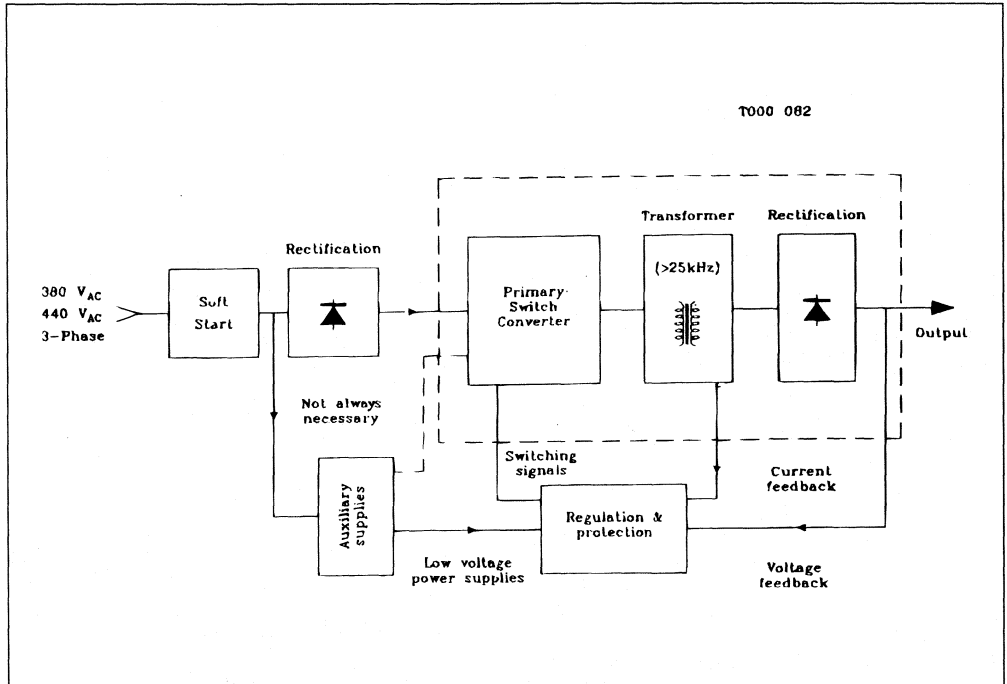 T000 082
Transformer
Rectification
Rectification
(>25kHz)
380 VAC
440 VAC
3-Phase
Soft
Start
Primary-
Switch
Converter
Output
Not always
necessary
Switching
signals
Current
feedback
Auxiliary
supplies
Regulation &
protection
Low voltage
power supplies
Voltage
feedback